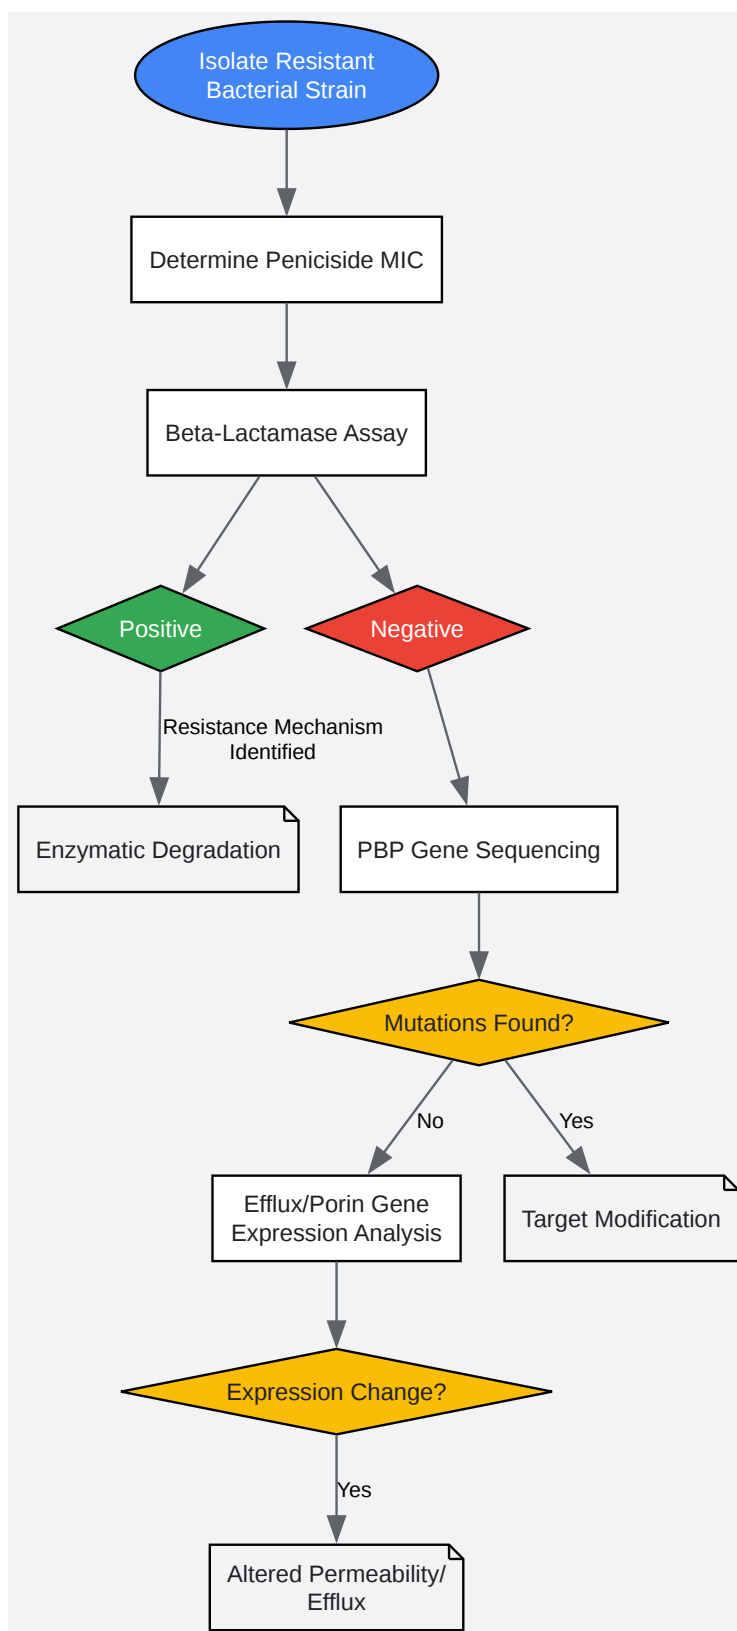 Isolate Resistant
Bacterial Strain
Determine Peniciside MIC
Beta-Lactamase Assay
Positive
Negative
Resistance Mechanism
Identified
Enzymatic Degradation
PBP Gene Sequencing
Mutations Found?
No
Yes
Efflux/Porin Gene
Expression Analysis
Target Modification
Expression Change?
Yes
Altered Permeability/
Efflux